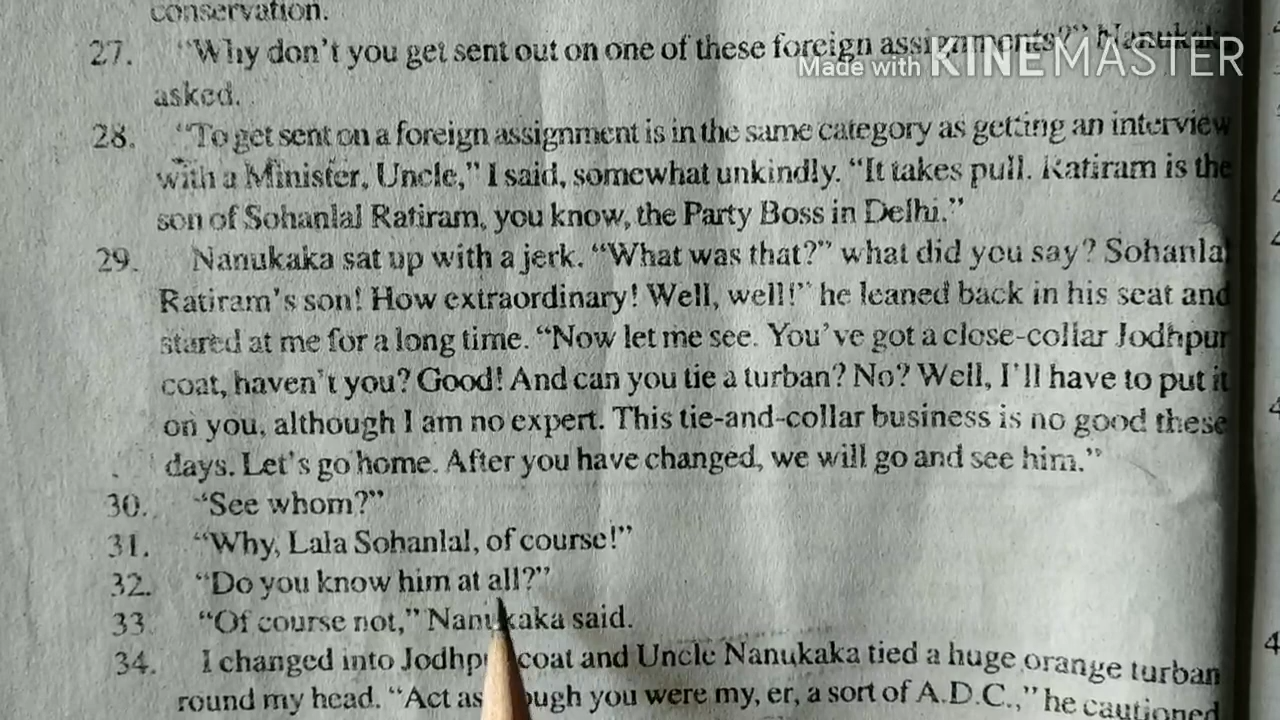 conservation.
27. "Why don't you get sent out on one of these foreign assignments?" Nanukaka
Made with KINEMASTER
asked.
28. "To get sent on a foreign assignment is in the same category as getting an interview
with a Minister, Uncle," I said, somewhat unkindly. "It takes pull. Ratiram is the
son of Sohanlal Ratiram, you know, the Party Boss in Delhi."
29. Nanukaka sat up with a jerk. "What was that?" what did you say? Sohanlal
Ratiram's son! How extraordinary! Well, well!" he leaned back in his seat and
stared at me for a long time. "Now let me see. You've got a close-collar Jodhpur
coat, haven't you? Good! And can you tie a turban? No? Well, I'll have to put it
on you, although I am no expert. This tie-and-collar business is no good these
days. Let's go home. After you have changed, we will go and see him."
30. "See whom?"
31. "Why, Lala Sohanlal, of course!"
32. "Do you know him at all?"
33. "Of course not," Nanukaka said.
34. I changed into Jodhpur coat and Uncle Nanukaka tied a huge orange turban
round my head. "Act as though you were my, er, a sort of A.D.C.," he cautioned